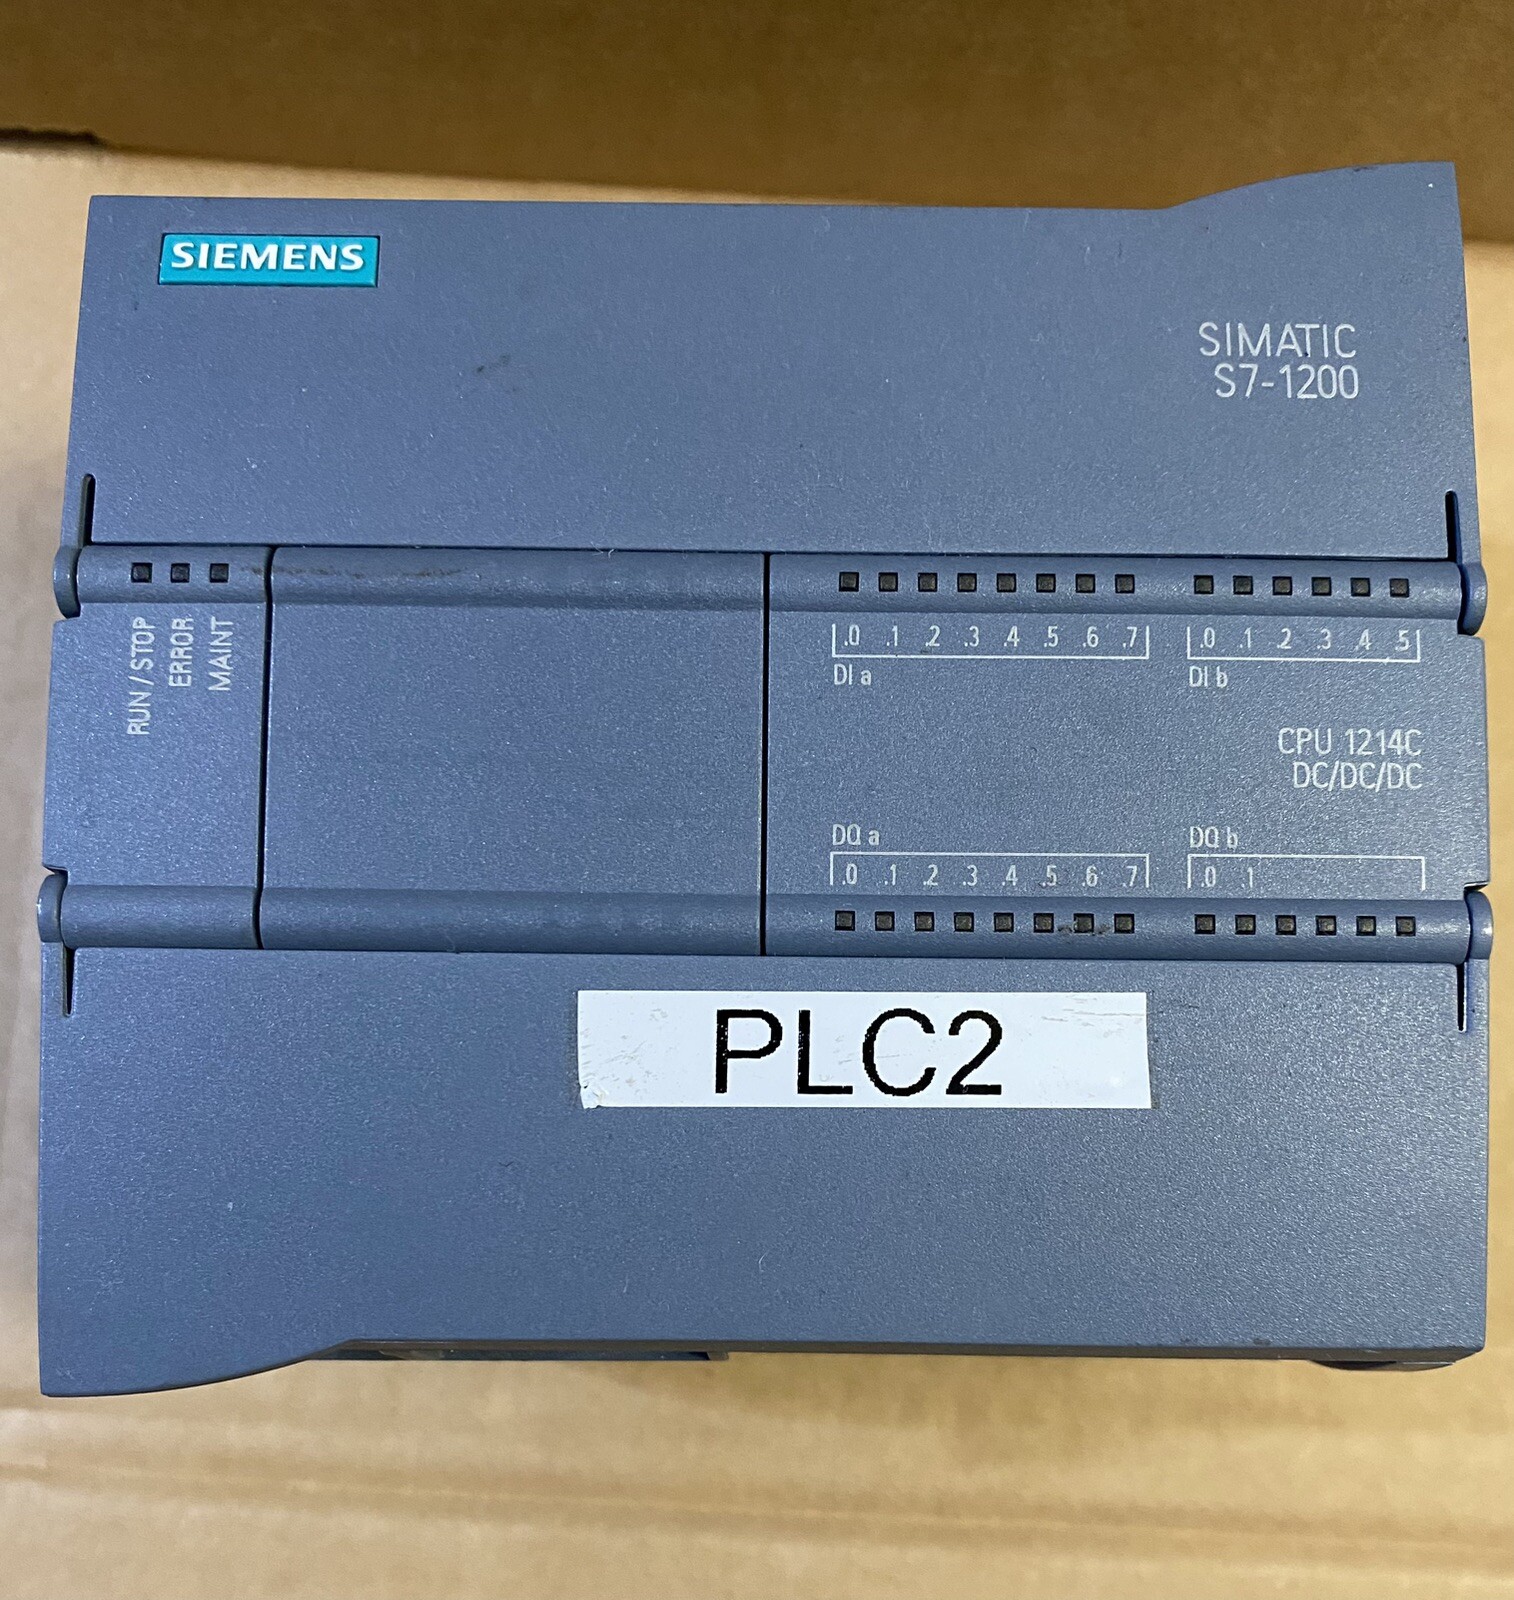 SIEMENS
SIMATIC
S7-1200
RUN / STOP
ERROR
MAINT
.0 .1 .2 .3 .4 .5 .6 .7
DI a
.0 .1 .2 .3 .4 .5
DI b
CPU 1214C
DC/DC/DC
DQ a
.0 .1 .2 .3 .4 .5 .6 .7
DQ b
.0 .1
PLC2